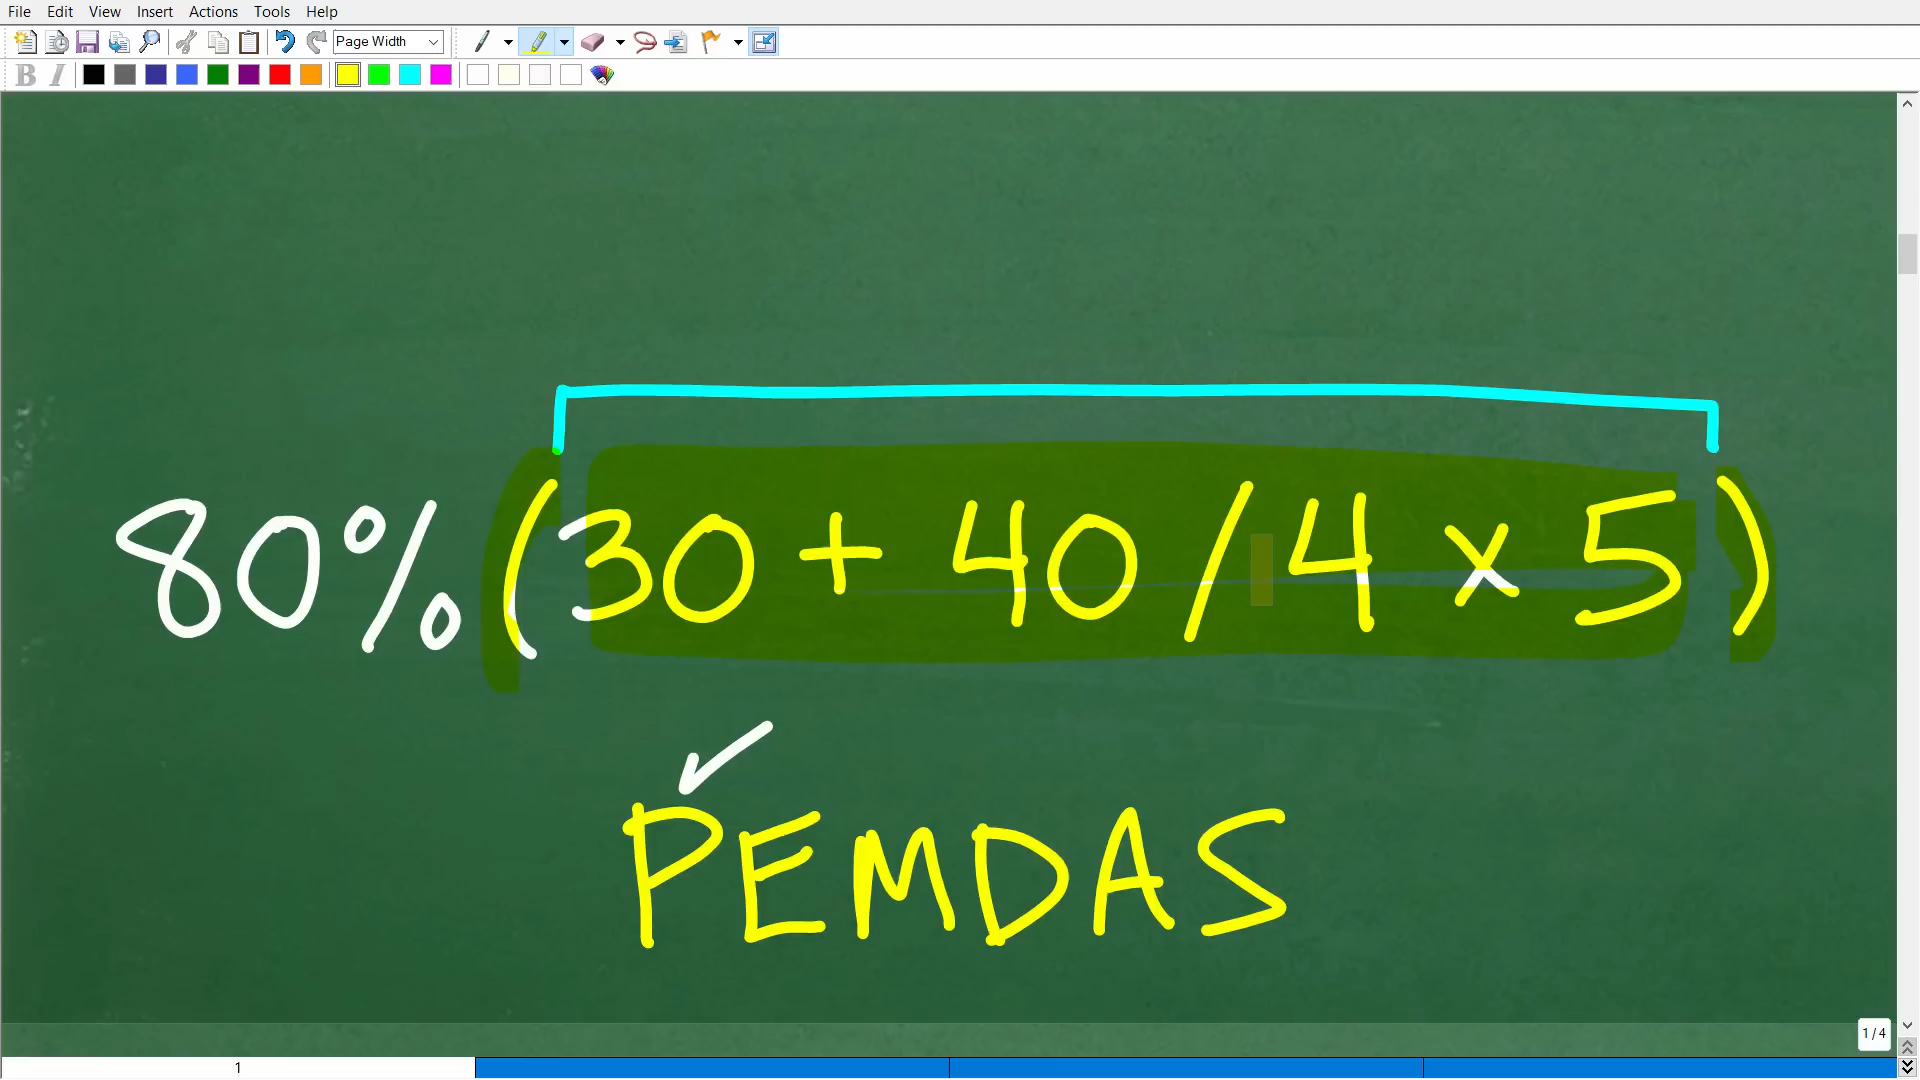 File Edit View Insert Actions Tools Help
Page Width
B I
80% (30 + 40 / 4 x 5)
PEMDAS
1 / 4
1